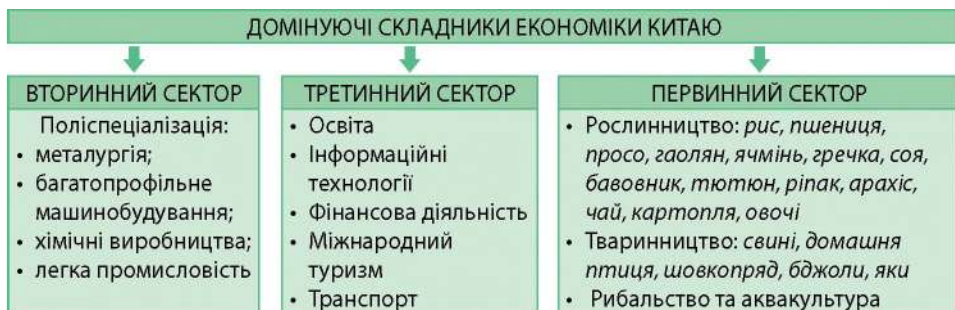 ДОМІНУЮЧІ СКЛАДНИКИ ЕКОНОМІКИ КИТАЮ
ВТОРИННИЙ СЕКТОР
Поліспеціалізація:
• металургія;
• багатопрофільне
машинобудування;
• хімічні виробництва;
• легка промисловість
ТРЕТИННИЙ СЕКТОР
• Освіта
• Інформаційні
технології
• Фінансова діяльність
• Міжнародний
туризм
• Транспорт
ПЕРВИННИЙ СЕКТОР
• Рослинництво: рис, пшениця,
просо, гаолян, ячмінь, гречка, соя,
бавовник, тютюн, ріпак, арахіс,
чай, картопля, овочі
• Тваринництво: свині, домашня
птиця, шовкопряд, бджоли, яки
• Рибальство та аквакультура